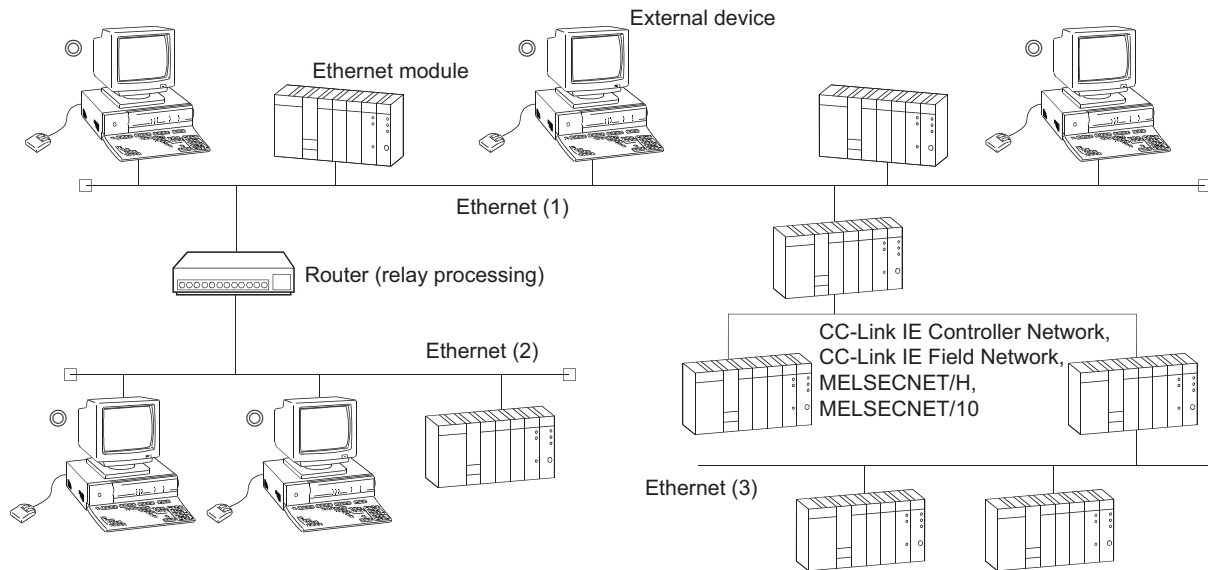 External device
Ethernet module
Ethernet (1)
Router (relay processing)
CC-Link IE Controller Network,
CC-Link IE Field Network,
MELSECNET/H,
MELSECNET/10
Ethernet (2)
Ethernet (3)